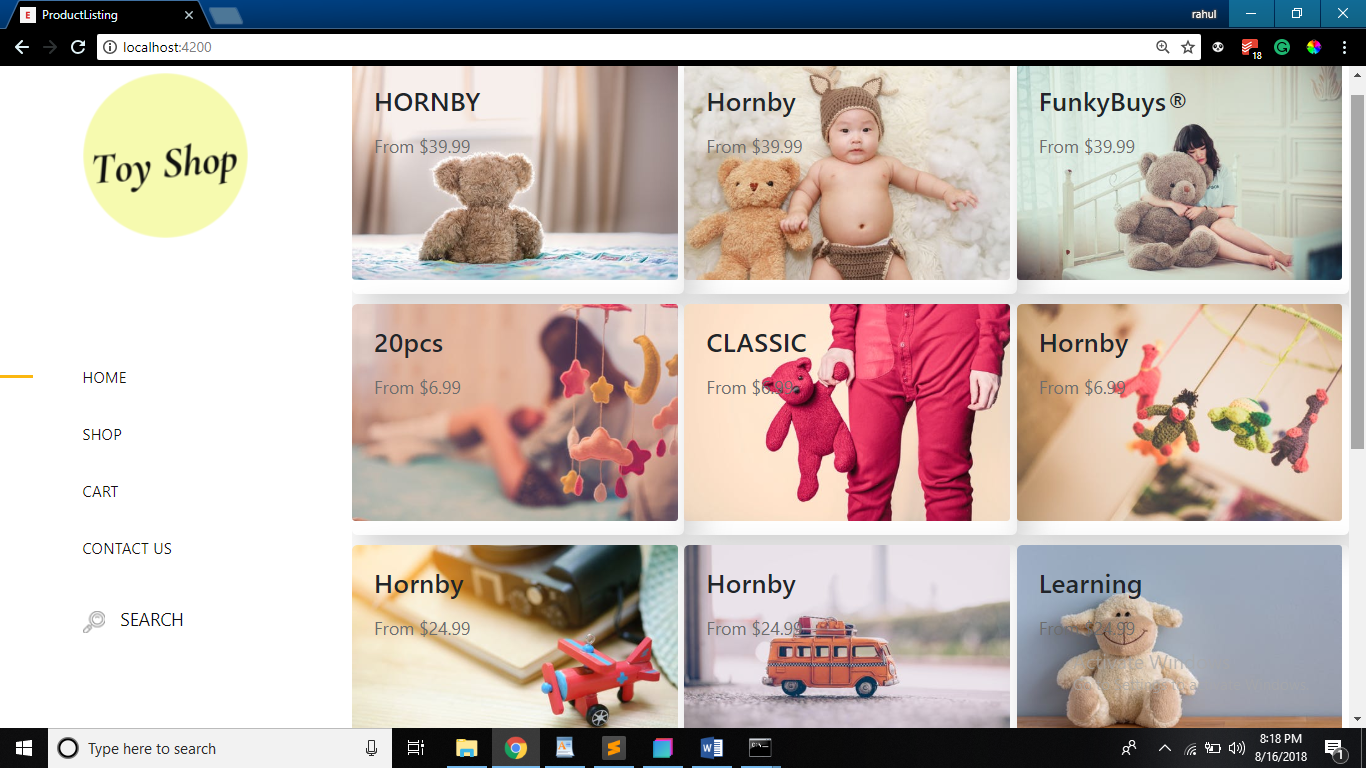 ProductListing
rahul
localhost:4200
18
Toy Shop
HOME
SHOP
CART
CONTACT US
SEARCH
HORNBY
From $39.99
Hornby
From $39.99
FunkyBuys®
From $39.99
20pcs
From $6.99
CLASSIC
From $6.99
Hornby
From $6.99
Hornby
From $24.99
Hornby
From $24.99
Learning
From $24.99
Type here to search
8:18 PM
8/16/2018
1